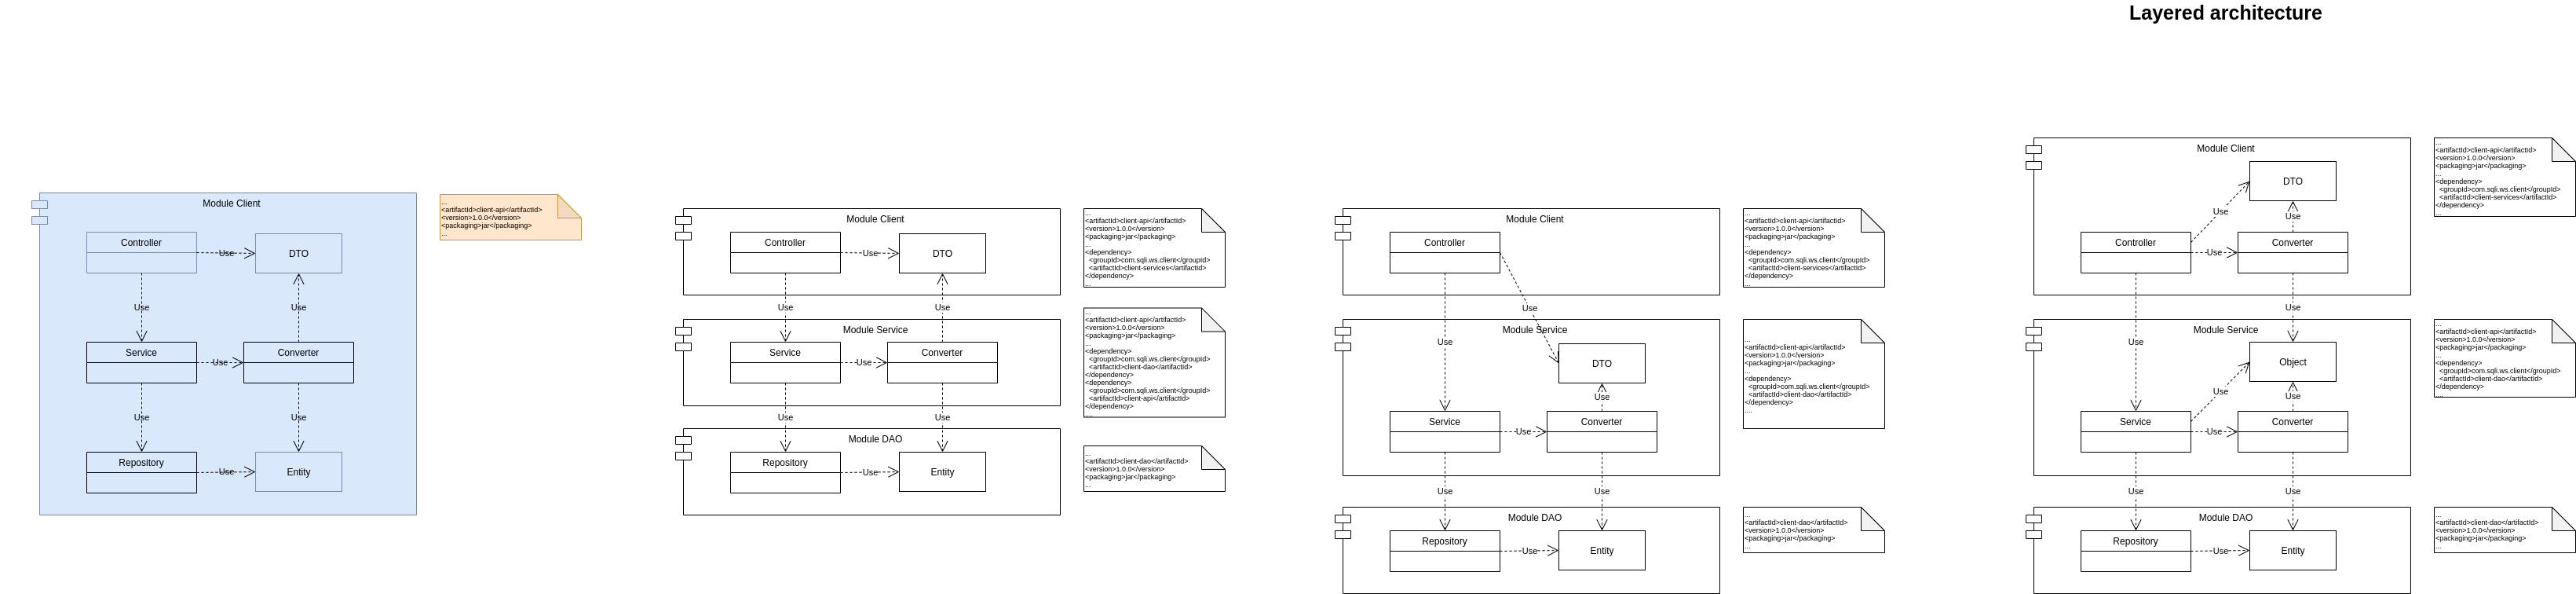 Layered architecture
Module Client
Controller
Use
DTO
Use
Use
Service
Use
Converter
Use
Use
Repository
Use
Entity
...
<artifactId>client-api</artifactId>
<version>1.0.0</version>
<packaging>jar</packaging>
...
Module Client
Controller
Use
DTO
Use
Use
Module Service
Service
Use
Converter
Use
Use
Module DAO
Repository
Use
Entity
...
<artifactId>client-api</artifactId>
<version>1.0.0</version>
<packaging>jar</packaging>
...
<dependency>
<groupId>com.sqli.ws.client</groupId>
<artifactId>client-services</artifactId>
</dependency>
...
...
<artifactId>client-api</artifactId>
<version>1.0.0</version>
<packaging>jar</packaging>
...
<dependency>
<groupId>com.sqli.ws.client</groupId>
<artifactId>client-dao</artifactId>
</dependency>
<dependency>
<groupId>com.sqli.ws.client</groupId>
<artifactId>client-api</artifactId>
</dependency>
....
...
<artifactId>client-dao</artifactId>
<version>1.0.0</version>
<packaging>jar</packaging>
...
Module Client
Controller
Use
Module Service
Use
DTO
Use
Service
Use
Converter
Use
Use
Module DAO
Repository
Use
Entity
...
<artifactId>client-api</artifactId>
<version>1.0.0</version>
<packaging>jar</packaging>
...
<dependency>
<groupId>com.sqli.ws.client</groupId>
<artifactId>client-services</artifactId>
</dependency>
...
...
<artifactId>client-api</artifactId>
<version>1.0.0</version>
<packaging>jar</packaging>
...
<dependency>
<groupId>com.sqli.ws.client</groupId>
<artifactId>client-dao</artifactId>
</dependency>
....
...
<artifactId>client-dao</artifactId>
<version>1.0.0</version>
<packaging>jar</packaging>
...
Module Client
DTO
Use
Use
Controller
Use
Converter
Use
Module Service
Use
Object
Use
Use
Service
Use
Converter
Use
Use
Module DAO
Repository
Use
Entity
...
<artifactId>client-api</artifactId>
<version>1.0.0</version>
<packaging>jar</packaging>
...
<dependency>
<groupId>com.sqli.ws.client</groupId>
<artifactId>client-services</artifactId>
</dependency>
...
...
<artifactId>client-api</artifactId>
<version>1.0.0</version>
<packaging>jar</packaging>
...
<dependency>
<groupId>com.sqli.ws.client</groupId>
<artifactId>client-dao</artifactId>
</dependency>
....
...
<artifactId>client-dao</artifactId>
<version>1.0.0</version>
<packaging>jar</packaging>
...